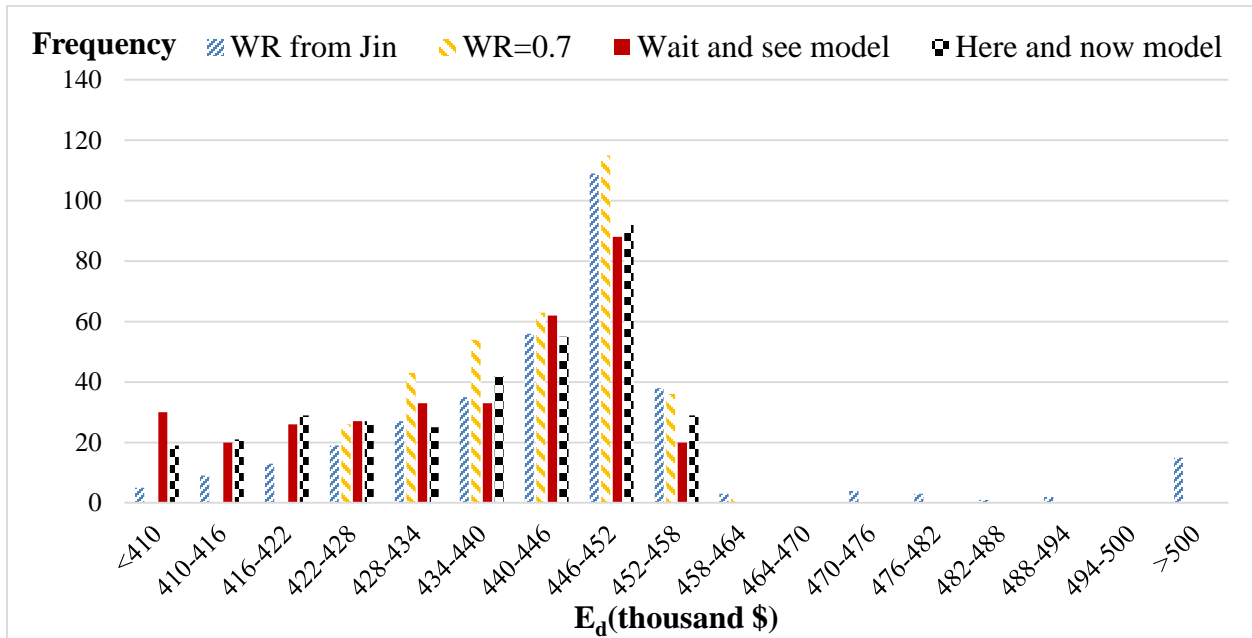 Frequency WR from Jin WR=0.7 Wait and see model Here and now model
140
120
100
80
60
40
20
0
<410 410-416 416-422 422-428 428-434 434-440 440-446 446-452 452-458 458-464 464-470 470-476 476-482 482-488 488-494 494-500 >500
E_d(thousand $)